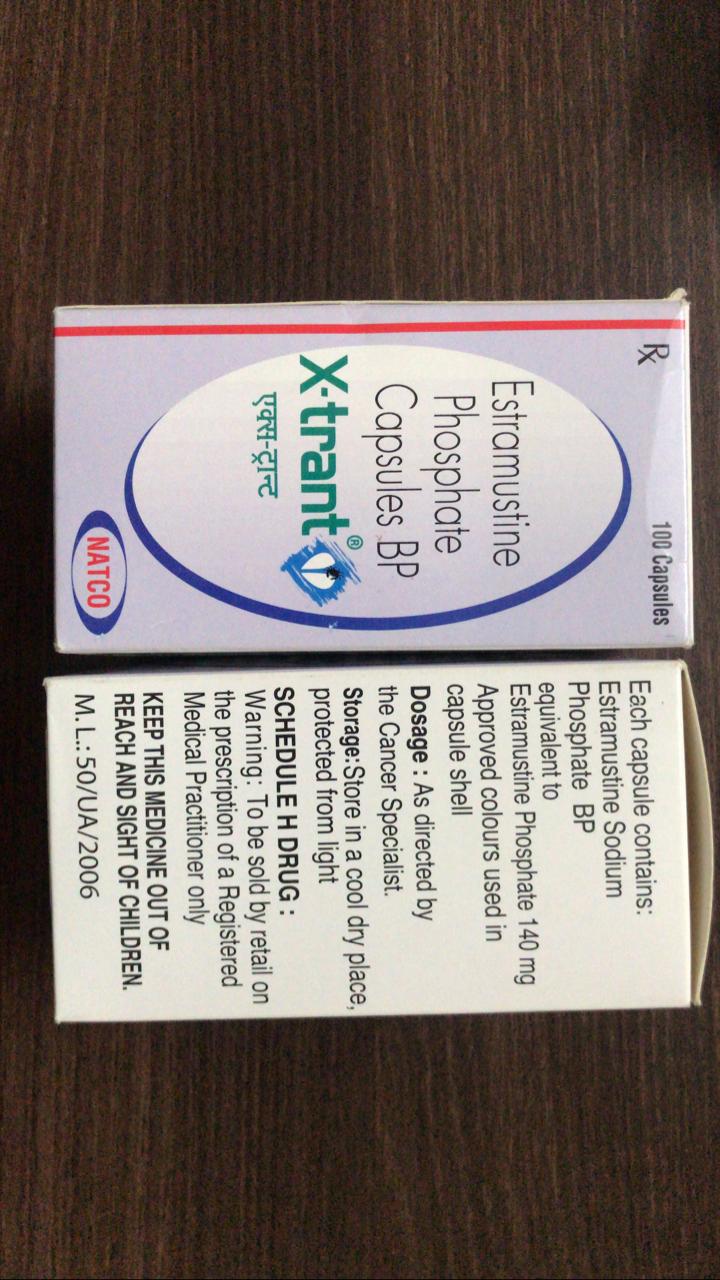 Rx
100 Capsules
Estramustine
Phosphate
Capsules BP
X-trant®
एक्स-ट्रान्ट
NATCO
Each capsule contains:
Estramustine Sodium
Phosphate BP
equivalent to
Estramustine Phosphate 140 mg
Approved colours used in
capsule shell
Dosage : As directed by
the Cancer Specialist.
Storage: Store in a cool dry place,
protected from light
SCHEDULE H DRUG :
Warning : To be sold by retail on
the prescription of a Registered
Medical Practitioner only
KEEP THIS MEDICINE OUT OF
REACH AND SIGHT OF CHILDREN.
M. L.: 50/UA/2006